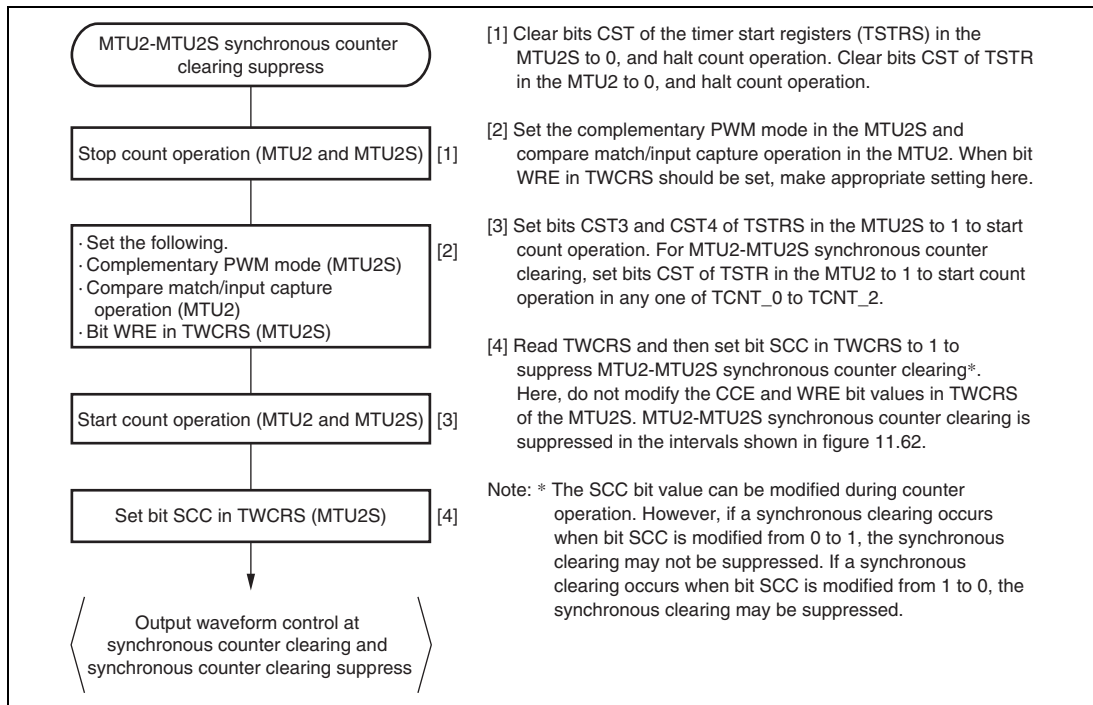 MTU2-MTU2S synchronous counter
clearing suppress
Stop count operation (MTU2 and MTU2S)
[1]
· Set the following.
· Complementary PWM mode (MTU2S)
· Compare match/input capture
operation (MTU2)
· Bit WRE in TWCRS (MTU2S)
[2]
Start count operation (MTU2 and MTU2S)
[3]
Set bit SCC in TWCRS (MTU2S)
[4]
Output waveform control at
synchronous counter clearing and
synchronous counter clearing suppress
[1] Clear bits CST of the timer start registers (TSTRS) in the
MTU2S to 0, and halt count operation. Clear bits CST of TSTR
in the MTU2 to 0, and halt count operation.
[2] Set the complementary PWM mode in the MTU2S and
compare match/input capture operation in the MTU2. When bit
WRE in TWCRS should be set, make appropriate setting here.
[3] Set bits CST3 and CST4 of TSTRS in the MTU2S to 1 to start
count operation. For MTU2-MTU2S synchronous counter
clearing, set bits CST of TSTR in the MTU2 to 1 to start count
operation in any one of TCNT_0 to TCNT_2.
[4] Read TWCRS and then set bit SCC in TWCRS to 1 to
suppress MTU2-MTU2S synchronous counter clearing*.
Here, do not modify the CCE and WRE bit values in TWCRS
of the MTU2S. MTU2-MTU2S synchronous counter clearing is
suppressed in the intervals shown in figure 11.62.
Note: * The SCC bit value can be modified during counter
operation. However, if a synchronous clearing occurs
when bit SCC is modified from 0 to 1, the synchronous
clearing may not be suppressed. If a synchronous
clearing occurs when bit SCC is modified from 1 to 0, the
synchronous clearing may be suppressed.